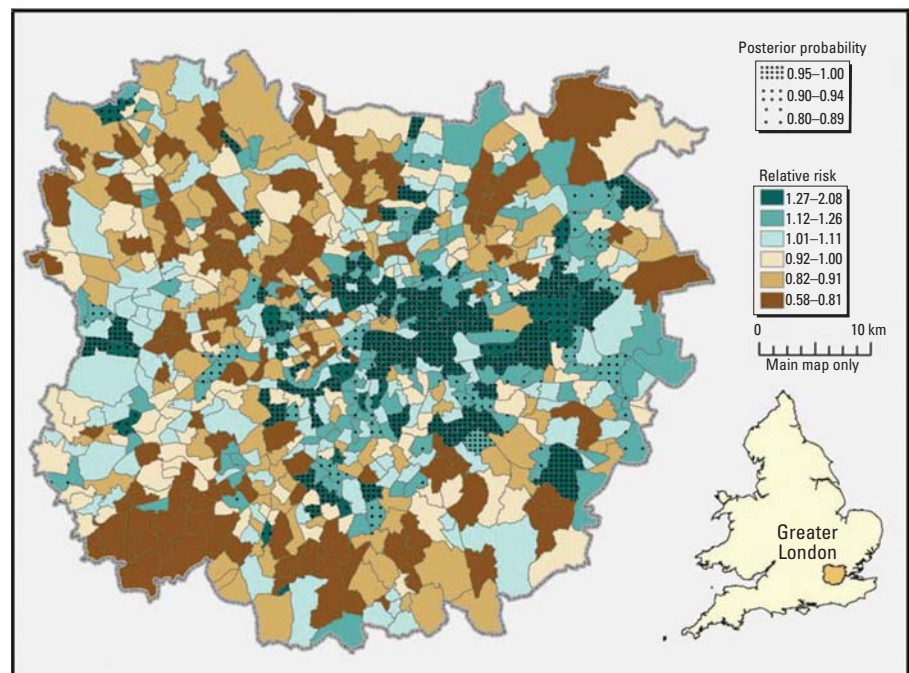 Posterior probability
0.95–1.00
0.90–0.94
0.80–0.89
Relative risk
1.27–2.08
1.12–1.26
1.01–1.11
0.92–1.00
0.82–0.91
0.58–0.81
0 10 km
Main map only
Greater
London